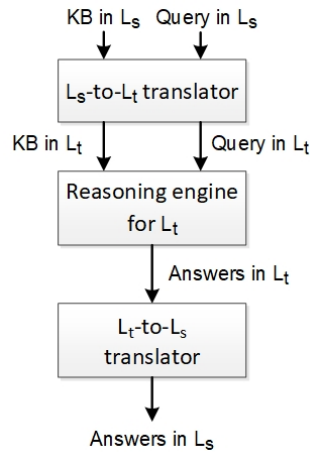 KB in Ls Query in Ls
Ls-to-Lt translator
KB in Lt Query in Lt
Reasoning engine
for Lt
Answers in Lt
Lt-to-Ls
translator
Answers in Ls